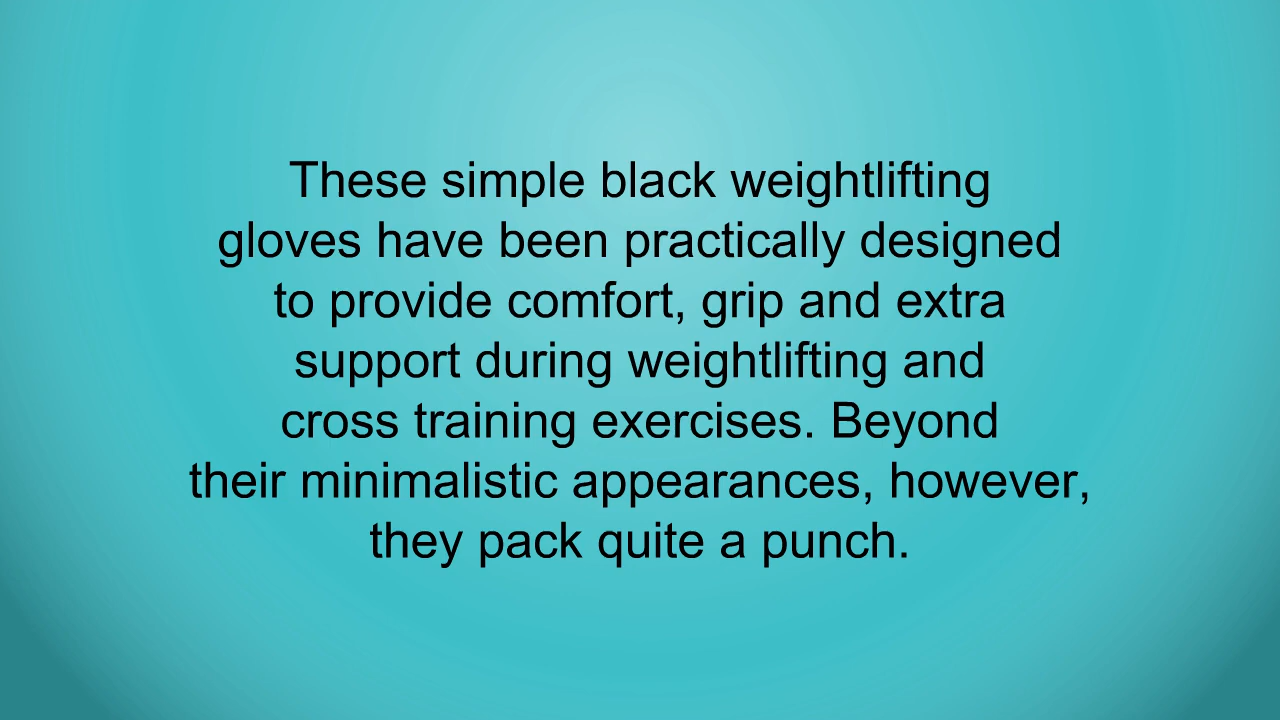 These simple black weightlifting
gloves have been practically designed
to provide comfort, grip and extra
support during weightlifting and
cross training exercises. Beyond
their minimalistic appearances, however,
they pack quite a punch.